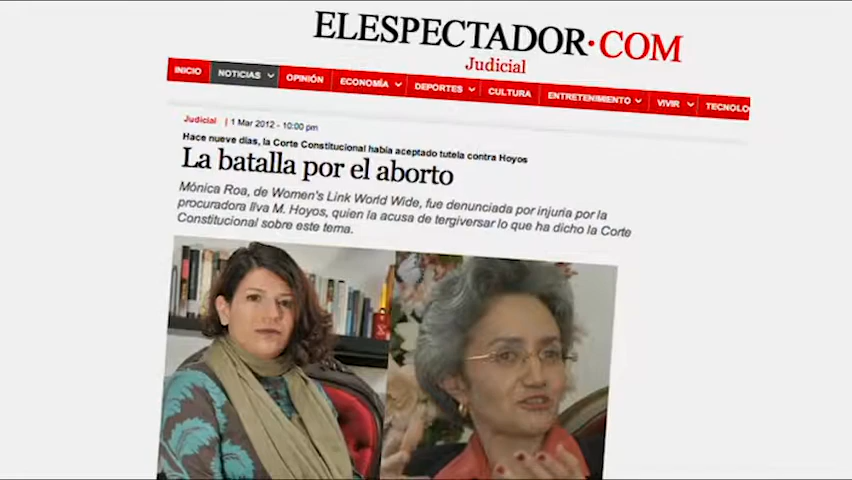 ELESPECTADOR·COM
Judicial
INICIO NOTICIAS OPINIÓN ECONOMÍA DEPORTES CULTURA ENTRETENIMIENTO VIVIR TECNOLO
Judicial | 1 Mar 2012 - 10:00 pm
Hace nueve días, la Corte Constitucional había aceptado tutela contra Hoyos
La batalla por el aborto
Mónica Roa, de Women's Link World Wide, fue denunciada por injuria por la
procuradora Ilva M. Hoyos, quien la acusa de tergiversar lo que ha dicho la Corte
Constitucional sobre este tema.